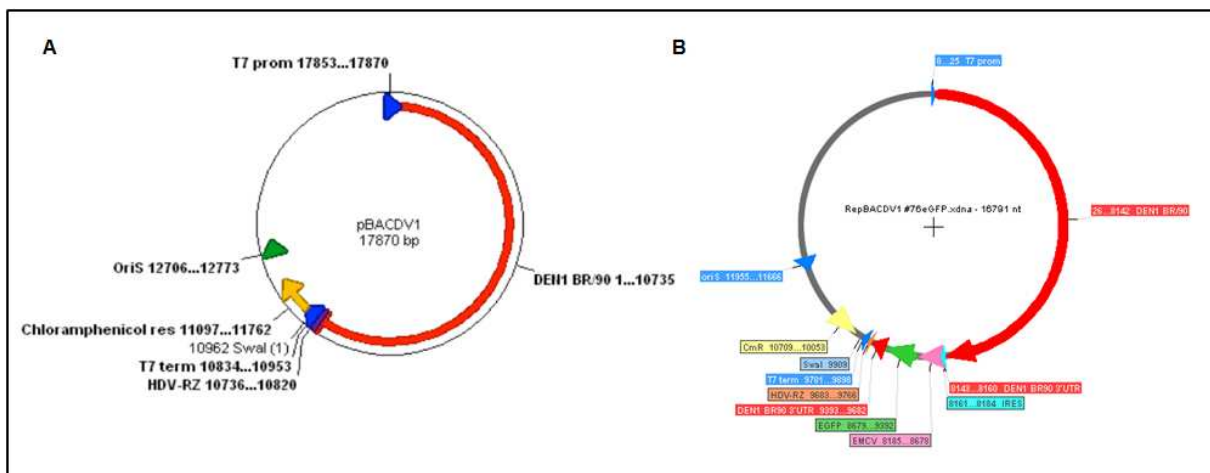 A
T7 prom 17853...17870
pBACDV1
17870 bp
OriS 12706...12773
DEN1 BR/90 1...10735
Chloramphenicol res 11097...11762
10962 SwaI (1)
T7 term 10834...10953
HDV-RZ 10736...10820
B
8...25 T7 prom
RepBACDV1 #76eGFP.xdna - 16791 nt
26...8142 DEN1 BR/90
oriS 11955...11666
CmR 10709...10053
SwaI 9909
T7 term 9781...9898
HDV-RZ 9683...9766
DEN1 BR90 3'UTR 9393...9682
EGFP 8679...9392
EMCV 8185...8678
8143...8160 DEN1 BR90 3'UTR
8161...8184 IRES